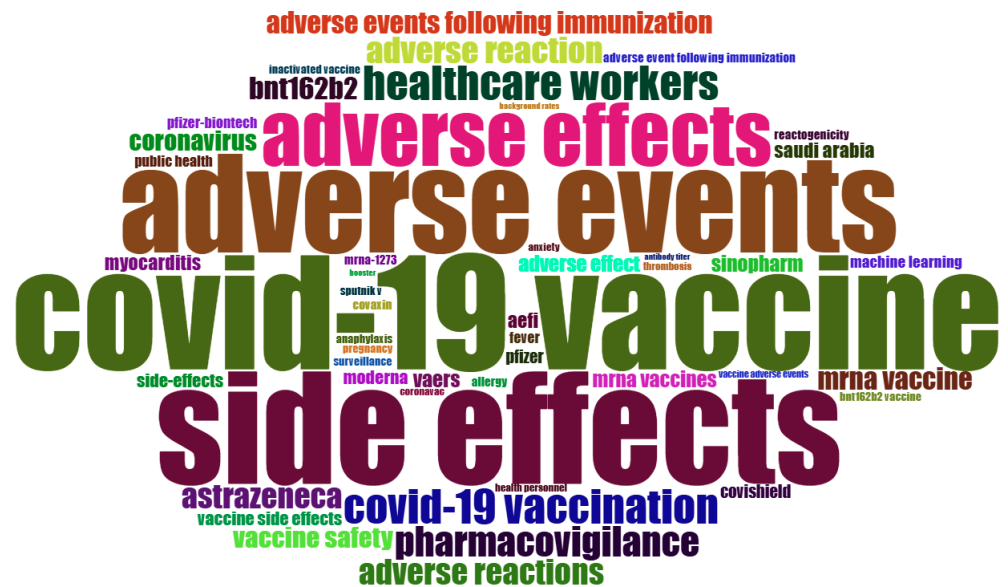 adverse events following immunization
adverse reaction
adverse event following immunization
inactivated vaccine
bnt162b2
healthcare workers
background rates
pfizer-biontech
coronavirus
adverse effects
reactogenicity
saudi arabia
public health
adverse events
anxiety
myocarditis
mrna-1273
adverse effect
antibody titer
thrombosis
sinopharm
machine learning
booster
covid-19 vaccine
sputnik v
covaxin
aefi
fever
anaphylaxis
pregnancy
surveillance
pfizer
side-effects
moderna
vaers
allergy
mrna vaccines
vaccine adverse events
mrna vaccine
coronavac
bnt162b2 vaccine
side effects
health personnel
covishield
astrazeneca
covid-19 vaccination
vaccine side effects
vaccine safety
pharmacovigilance
adverse reactions